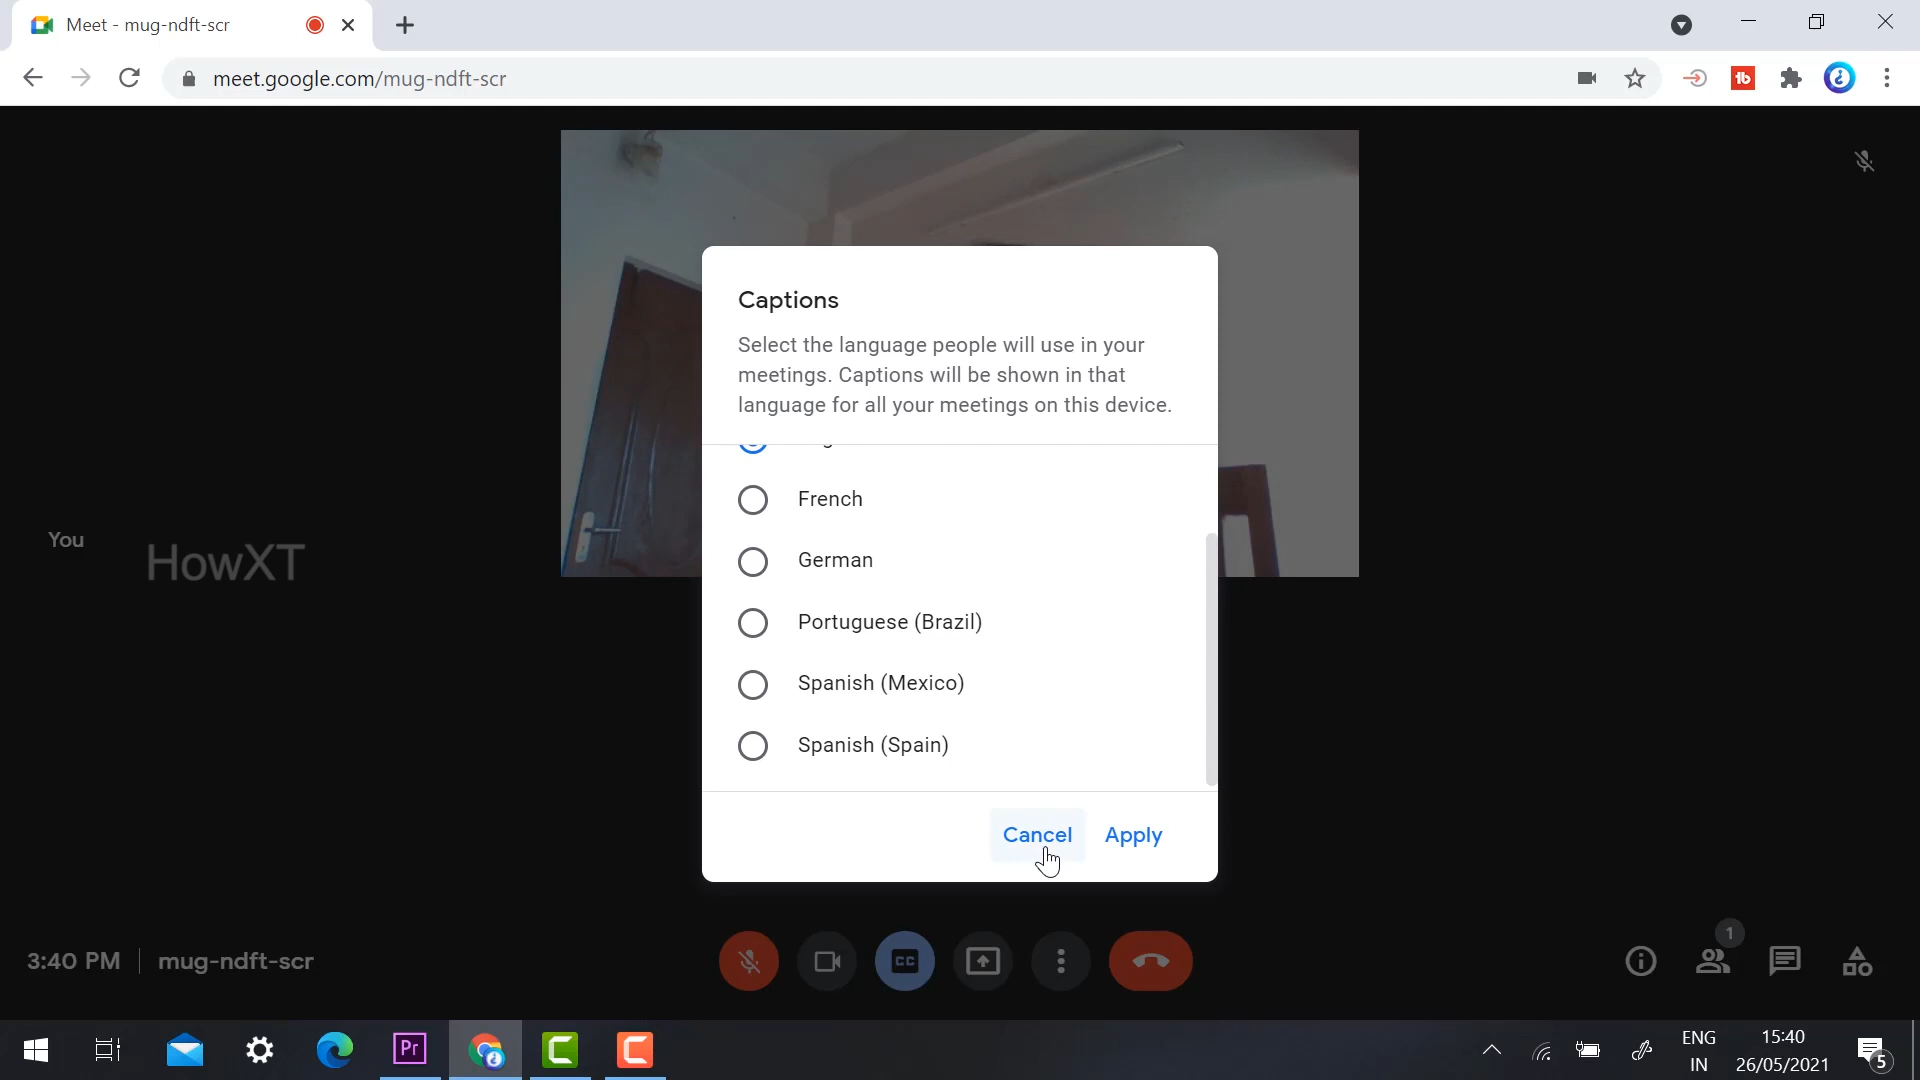 Meet - mug-ndft-scr
meet.google.com/mug-ndft-scr
Captions
Select the language people will use in your
meetings. Captions will be shown in that
language for all your meetings on this device.
French
German
Portuguese (Brazil)
Spanish (Mexico)
Spanish (Spain)
Cancel Apply
You
HowXT
3:40 PM mug-ndft-scr
CC
1
Pr
ENG
IN
15:40
26/05/2021
5